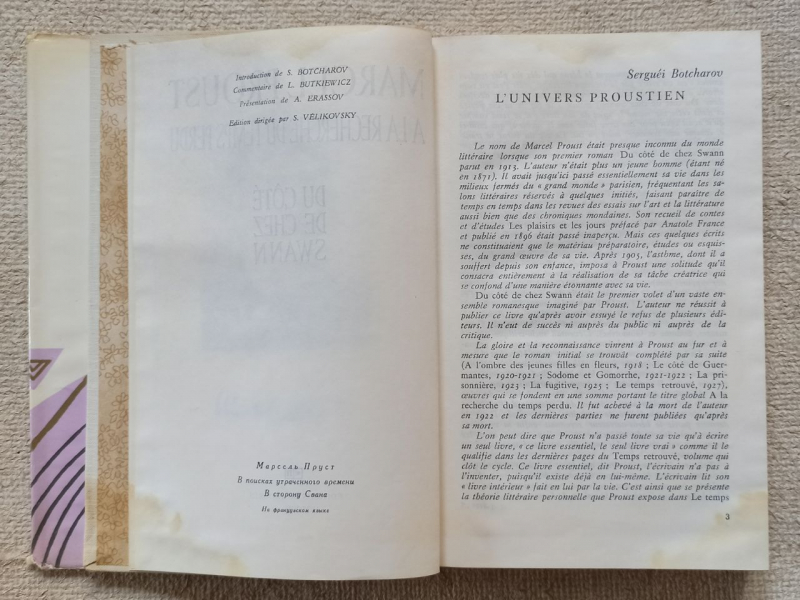 Introduction de S. BOTCHAROV
Commentaire de L. BUTKIEWICZ
Présentation de A. ERASSOV
Edition dirigée par S. VELIKOVSKY
MARCEL PROUST
A LA RECHERCHE DU TEMPS PERDU
DU CÔTÉ
DE CHEZ
SWANN
Марсель Пруст
В поисках утраченного времени
В сторону Свана
На французском языке
Serguéi Botcharov
L'UNIVERS PROUSTIEN
Le nom de Marcel Proust était presque inconnu du monde
littéraire lorsque son premier roman Du côté de chez Swann
parut en 1913. L'auteur n'était plus un jeune homme (étant né
en 1871). Il avait jusqu'ici passé essentiellement sa vie dans les
milieux fermés du « grand monde » parisien, fréquentant les sa-
lons littéraires réservés à quelques initiés, faisant paraître de
temps en temps dans les revues des essais sur l'art et la littérature
aussi bien que des chroniques mondaines. Son recueil de contes
et d'études Les plaisirs et les jours préfacé par Anatole France
et publié en 1896 était passé inaperçu. Mais ces quelques écrits
ne constituaient que le matériau préparatoire, études ou esquis-
ses, du grand œuvre de sa vie. Après 1905, l'asthme, dont il a
souffert depuis son enfance, imposa à Proust une solitude qu'il
consacra entièrement à la réalisation de sa tâche créatrice qui
se confond d'une manière étonnante avec sa vie.
Du côté de chez Swann était le premier volet d'un vaste en-
semble romanesque imaginé par Proust. L'auteur ne réussit à
publier ce livre qu'après avoir essuyé le refus de plusieurs édi-
teurs. Il n'eut de succès ni auprès du public ni auprès de la
critique.
La gloire et la reconnaissance vinrent à Proust au fur et à
mesure que le roman initial se trouvât complété par sa suite
(A l'ombre des jeunes filles en fleurs, 1918 ; Le côté de Guer-
mantes, 1920-1921 ; Sodome et Gomorrhe, 1921-1922 ; La pri-
sonnière, 1923 ; La fugitive, 1925 ; Le temps retrouvé, 1927),
œuvres qui se fondent en une somme portant le titre global A la
recherche du temps perdu. Il fut achevé à la mort de l'auteur
en 1922 et les dernières parties ne furent publiées qu'après
sa mort.
L'on peut dire que Proust n'a passé toute sa vie qu'à écrire
un seul livre, « ce livre essentiel, le seul livre vrai » comme il le
qualifie dans les dernières pages du Temps retrouvé, volume qui
clôt le cycle. Ce livre essentiel, dit Proust, l'écrivain n'a pas à
l'inventer, puisqu'il existe déjà en lui-même. L'écrivain lit son
« livre intérieur » fait en lui par la vie. C'est ainsi que se présente
la théorie littéraire personnelle que Proust expose dans Le temps
3